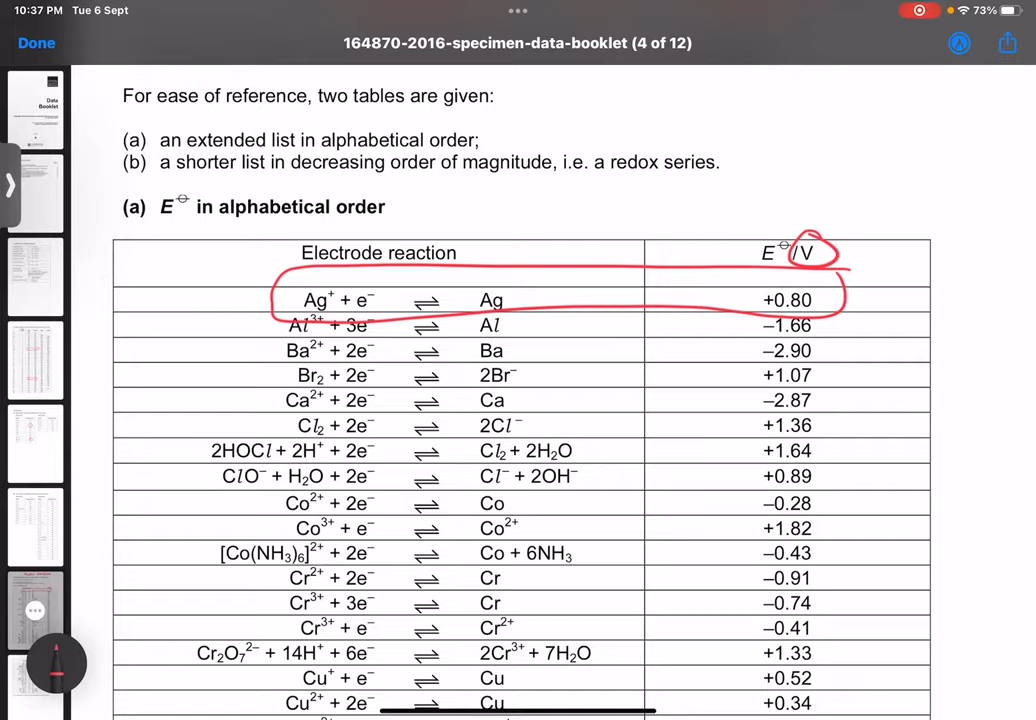 10:37 PM Tue 6 Sept
73%
Done
164870-2016-specimen-data-booklet (4 of 12)
Data
Booklet
For ease of reference, two tables are given:
(a) an extended list in alphabetical order;
(b) a shorter list in decreasing order of magnitude, i.e. a redox series.
(a) E⦵ in alphabetical order
Electrode reaction E⦵/V
Ag⁺ + e⁻ ⇌ Ag +0.80
Al³⁺ + 3e⁻ ⇌ Al –1.66
Ba²⁺ + 2e⁻ ⇌ Ba –2.90
Br₂ + 2e⁻ ⇌ 2Br⁻ +1.07
Ca²⁺ + 2e⁻ ⇌ Ca –2.87
Cl₂ + 2e⁻ ⇌ 2Cl⁻ +1.36
2HOCl + 2H⁺ + 2e⁻ ⇌ Cl₂ + 2H₂O +1.64
ClO⁻ + H₂O + 2e⁻ ⇌ Cl⁻ + 2OH⁻ +0.89
Co²⁺ + 2e⁻ ⇌ Co –0.28
Co³⁺ + e⁻ ⇌ Co²⁺ +1.82
[Co(NH₃)₆]²⁺ + 2e⁻ ⇌ Co + 6NH₃ –0.43
Cr²⁺ + 2e⁻ ⇌ Cr –0.91
Cr³⁺ + 3e⁻ ⇌ Cr –0.74
Cr³⁺ + e⁻ ⇌ Cr²⁺ –0.41
Cr₂O₇²⁻ + 14H⁺ + 6e⁻ ⇌ 2Cr³⁺ + 7H₂O +1.33
Cu⁺ + e⁻ ⇌ Cu +0.52
Cu²⁺ + 2e⁻ ⇌ Cu +0.34